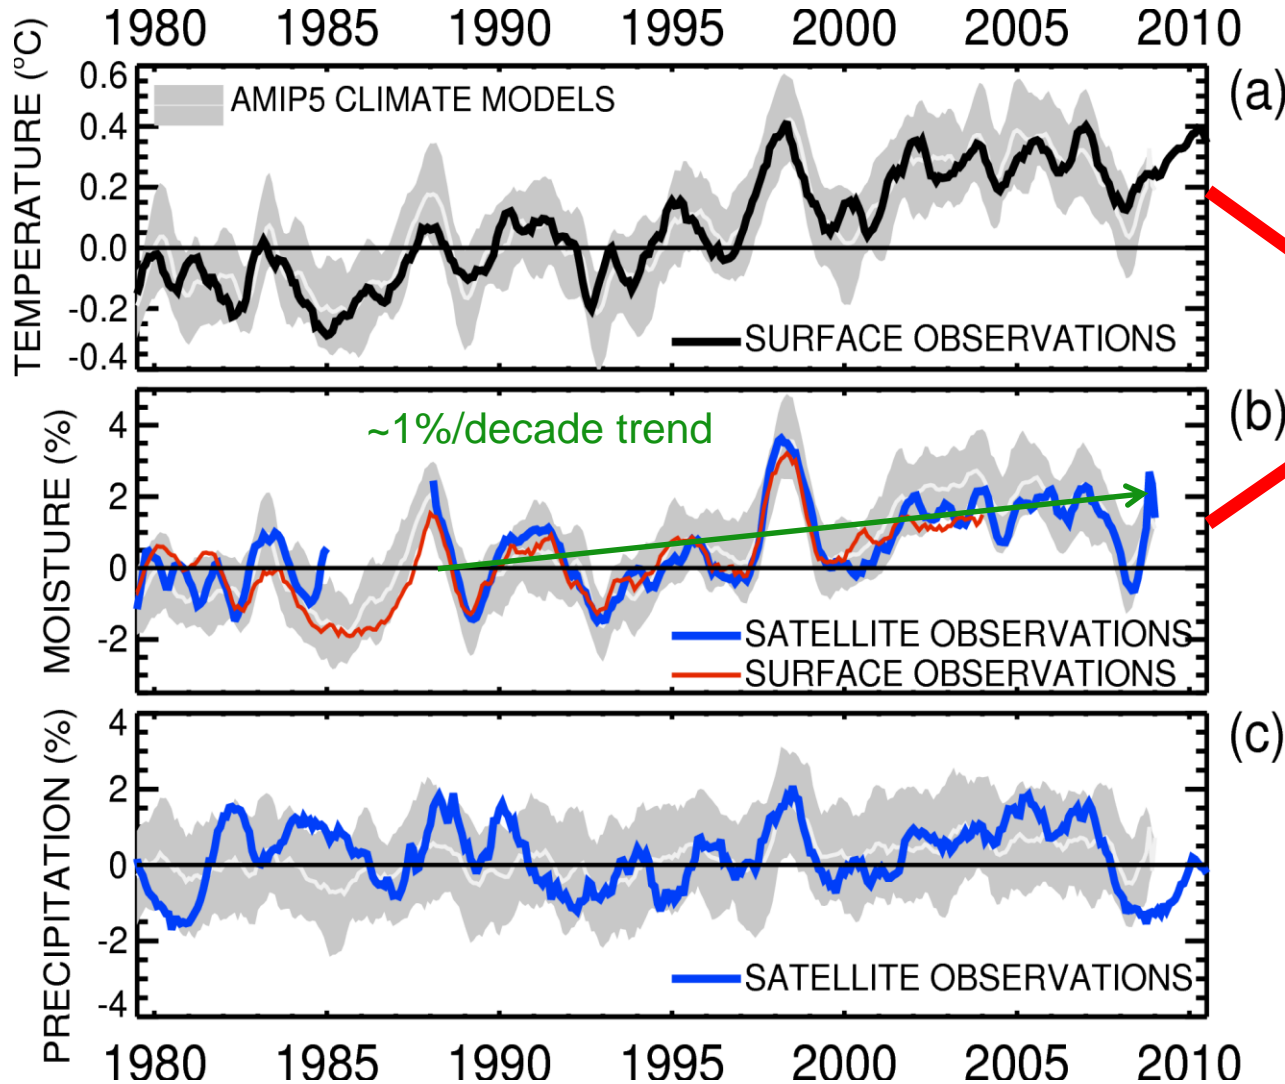 1980 1985 1990 1995 2000 2005 2010
TEMPERATURE (°C)
0.6
0.4
0.2
0.0
-0.2
-0.4
AMIP5 CLIMATE MODELS
SURFACE OBSERVATIONS
(a)
MOISTURE (%)
4
2
0
-2
~1%/decade trend
SATELLITE OBSERVATIONS
SURFACE OBSERVATIONS
(b)
PRECIPITATION (%)
4
2
0
-2
-4
SATELLITE OBSERVATIONS
(c)
1980 1985 1990 1995 2000 2005 2010